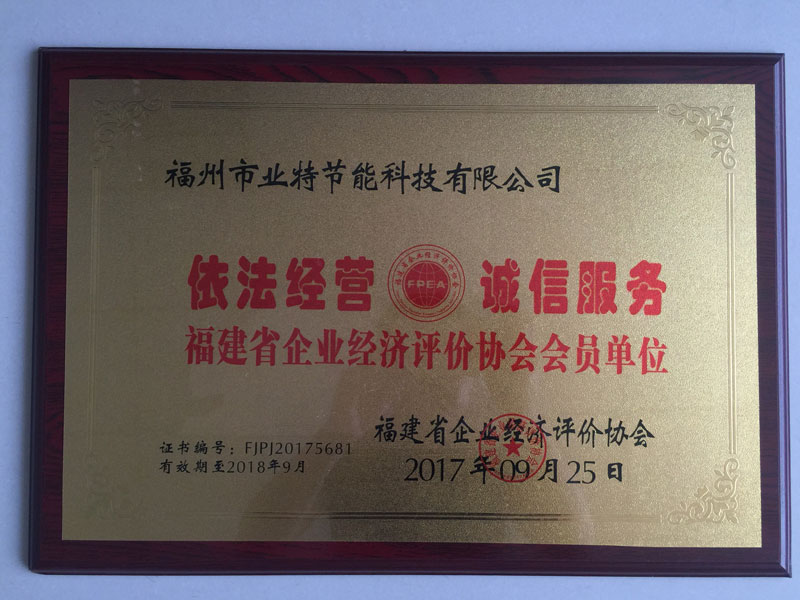 福州市业特节能科技有限公司
依法经营 FPEA 诚信服务
福建省企业经济评价协会会员单位
福建省企业经济评价协会
证书编号：FJPJ20175681
有效期至2018年9月
2017年09月25日